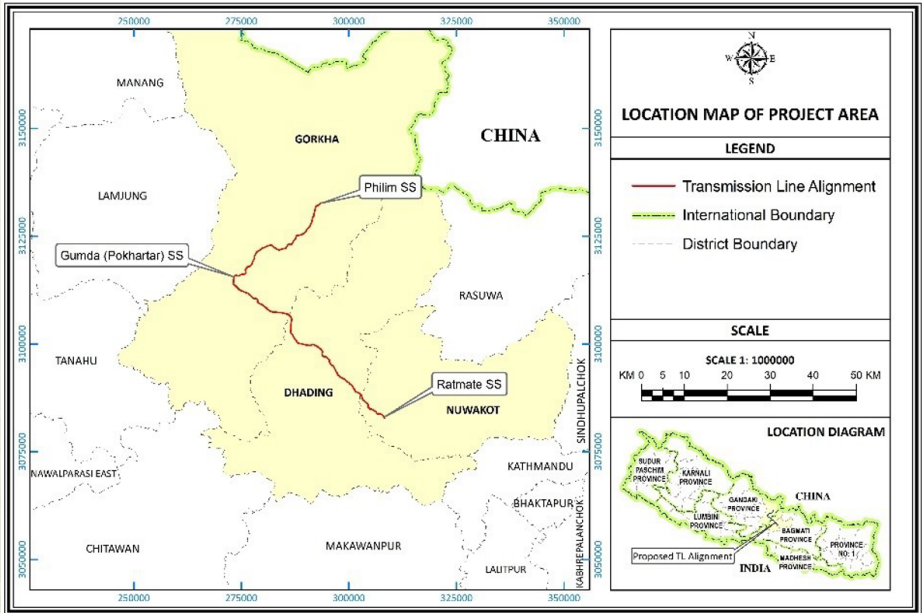 250000
275000
300000
325000
350000
3150000
3125000
3100000
3075000
3050000
MANANG
GORKHA
CHINA
LAMJUNG
Philim SS
Gumda (Pokhartar) SS
RASUWA
TANAHU
Ratmate SS
DHADING
NUWAKOT
SINDHUPALCHOK
NAWALPARASI EAST
KATHMANDU
BHAKTAPUR
CHITAWAN
MAKAWANPUR
LALITPUR
KABHREPALANCHOK
3150000
3125000
3100000
3075000
3050000
250000
275000
300000
325000
350000
N
W
E
S
LOCATION MAP OF PROJECT AREA
LEGEND
Transmission Line Alignment
International Boundary
District Boundary
SCALE
SCALE 1: 1000000
KM 0 5 10 20 30 40 50 KM
LOCATION DIAGRAM
SUDUR
PASCHIM
PROVINCE
KARNALI
PROVINCE
GANDAKI
PROVINCE
CHINA
LUMBINI
PROVINCE
BAGMATI
PROVINCE
PROVINCE
NO: 1
Proposed TL Alignment
MADHESH
PROVINCE
INDIA